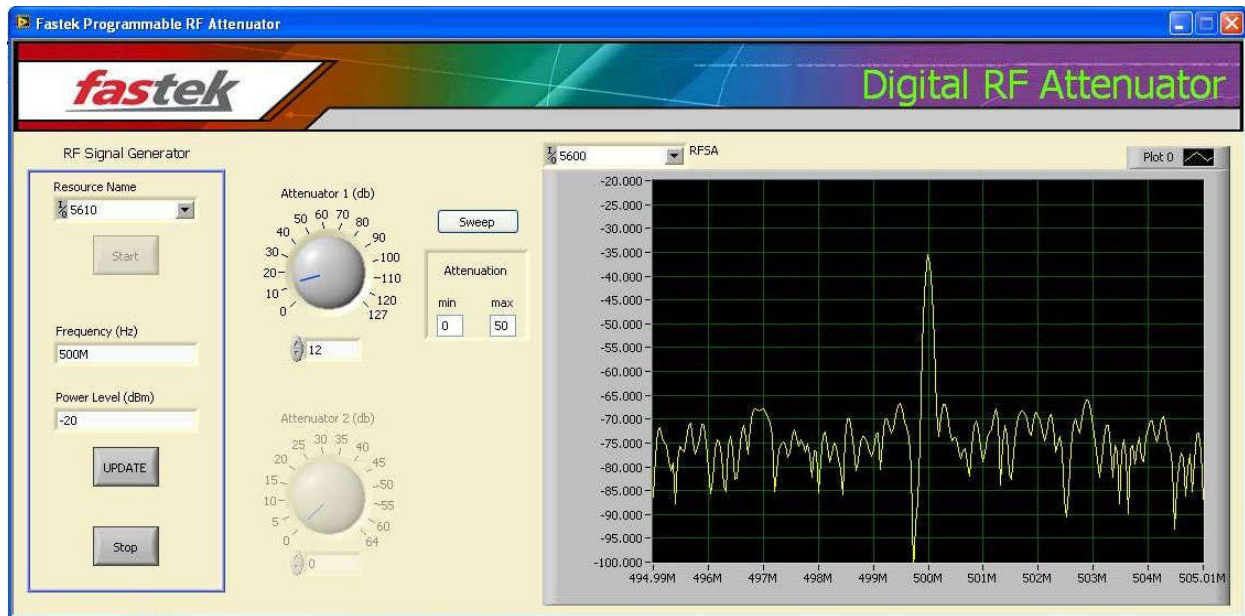 Fastek Programmable RF Attenuator
fastek
Digital RF Attenuator
RF Signal Generator
Resource Name
I/O 5610
Start
Frequency (Hz)
500M
Power Level (dBm)
-20
UPDATE
Stop
Attenuator 1 (db)
0 10 20 30 40 50 60 70 80 90 100 110 120 127
12
Attenuator 2 (db)
0 5 10 15 20 25 30 35 40 45 50 55 60 64
0
Sweep
Attenuation
min max
0 50
I/O 5600
RFSA
Plot 0
-20.000
-25.000
-30.000
-35.000
-40.000
-45.000
-50.000
-55.000
-60.000
-65.000
-70.000
-75.000
-80.000
-85.000
-90.000
-95.000
-100.000
494.99M 496M 497M 498M 499M 500M 501M 502M 503M 504M 505.01M